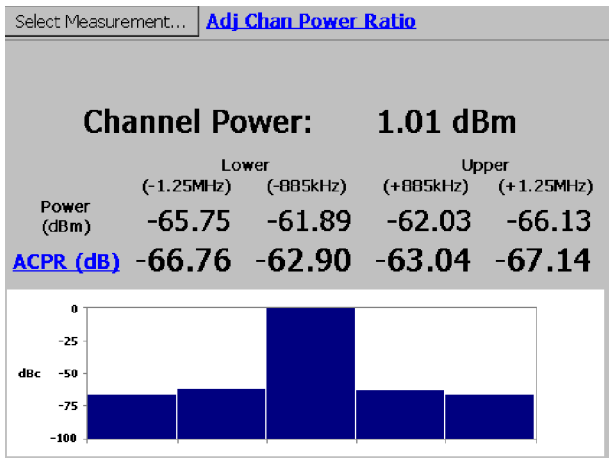 Select Measurement... Adj Chan Power Ratio
Channel Power: 1.01 dBm
Lower Upper
(-1.25MHz) (-885kHz) (+885kHz) (+1.25MHz)
Power
(dBm) -65.75 -61.89 -62.03 -66.13
ACPR (dB) -66.76 -62.90 -63.04 -67.14
0
-25
dBc -50
-75
-100